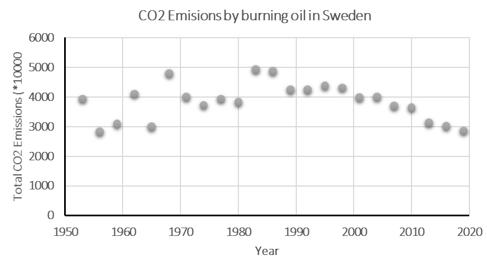 CO2 Emisions by burning oil in Sweden
Total CO2 Emissions (*10000
6000
5000
4000
3000
2000
1000
0
1950 1960 1970 1980 1990 2000 2010 2020
Year